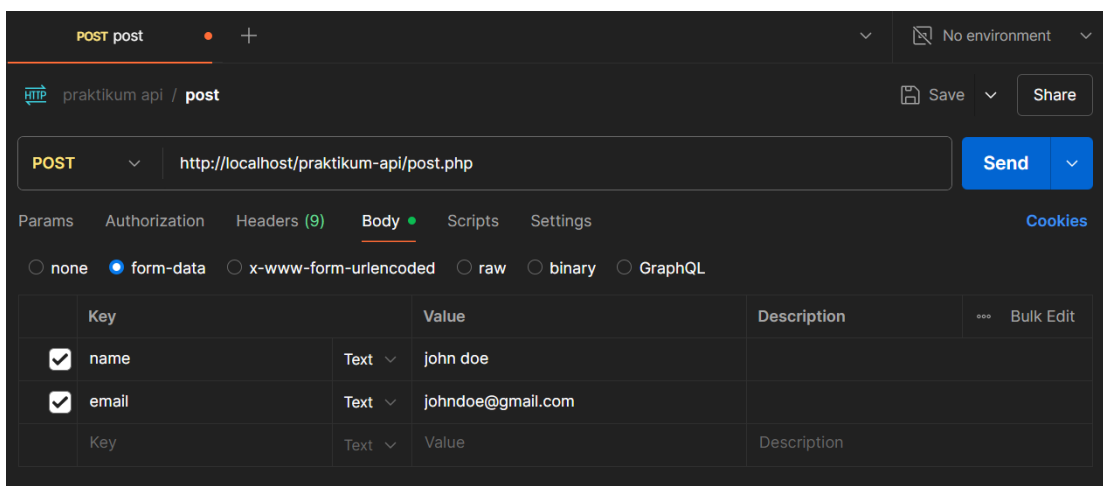 POST post
No environment
HTTP praktikum api / post
Save
Share
POST http://localhost/praktikum-api/post.php
Send
Params Authorization Headers (9) Body Scripts Settings Cookies
none form-data x-www-form-urlencoded raw binary GraphQL
Key Value Description Bulk Edit
name Text john doe
email Text johndoe@gmail.com
Key Text Value Description